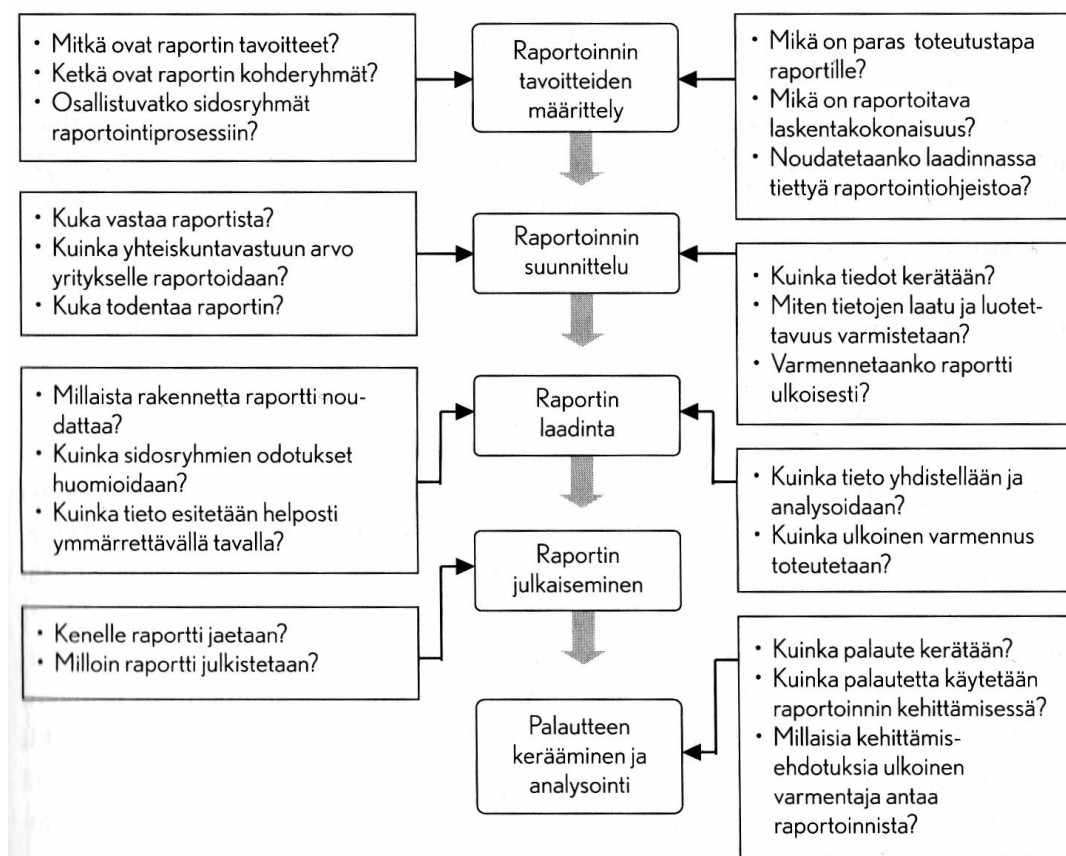 • Mitkä ovat raportin tavoitteet?
• Ketkä ovat raportin kohderyhmät?
• Osallistuvatko sidosryhmät
raportointiprosessiin?
Raportoinnin
tavoitteiden
määrittely
• Mikä on paras toteutustapa
raportille?
• Mikä on raportoitava
laskentakokonaisuus?
• Noudatetaanko laadinnassa
tiettyä raportointiohjeistoa?
• Kuka vastaa raportista?
• Kuinka yhteiskuntavastuun arvo
yritykselle raportoidaan?
• Kuka todentaa raportin?
Raportoinnin
suunnittelu
• Kuinka tiedot kerätään?
• Miten tietojen laatu ja luotet-
tavuus varmistetaan?
• Varmennetaanko raportti
ulkoisesti?
• Millaista rakennetta raportti nou-
dattaa?
• Kuinka sidosryhmien odotukset
huomioidaan?
• Kuinka tieto esitetään helposti
ymmärrettävällä tavalla?
Raportin
laadinta
• Kuinka tieto yhdistellään ja
analysoidaan?
• Kuinka ulkoinen varmennus
toteutetaan?
Raportin
julkaiseminen
• Kenelle raportti jaetaan?
• Milloin raportti julkistetaan?
Palautteen
kerääminen ja
analysointi
• Kuinka palaute kerätään?
• Kuinka palautetta käytetään
raportoinnin kehittämisessä?
• Millaisia kehittämis-
ehdotuksia ulkoinen
varmentaja antaa
raportoinnista?